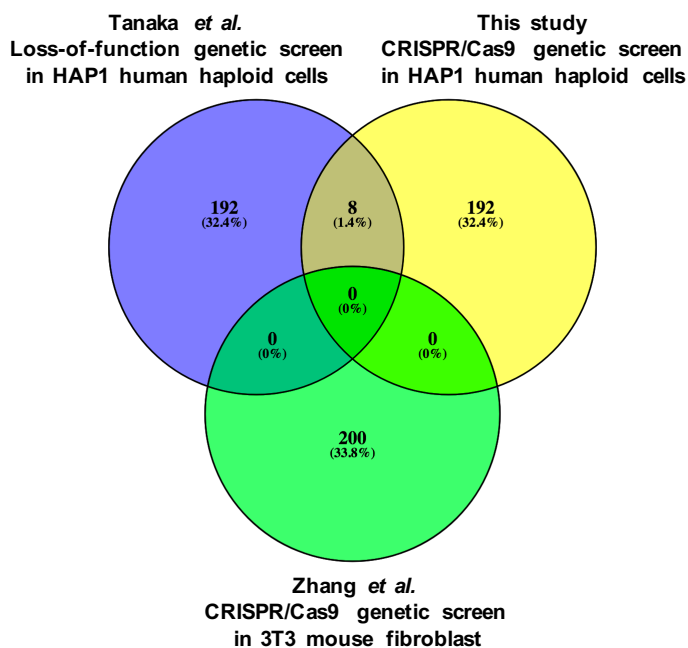 Tanaka et al.
Loss-of-function genetic screen
in HAP1 human haploid cells
This study
CRISPR/Cas9 genetic screen
in HAP1 human haploid cells
192
(32.4%)
8
(1.4%)
192
(32.4%)
0
(0%)
0
(0%)
0
(0%)
200
(33.8%)
Zhang et al.
CRISPR/Cas9 genetic screen
in 3T3 mouse fibroblast